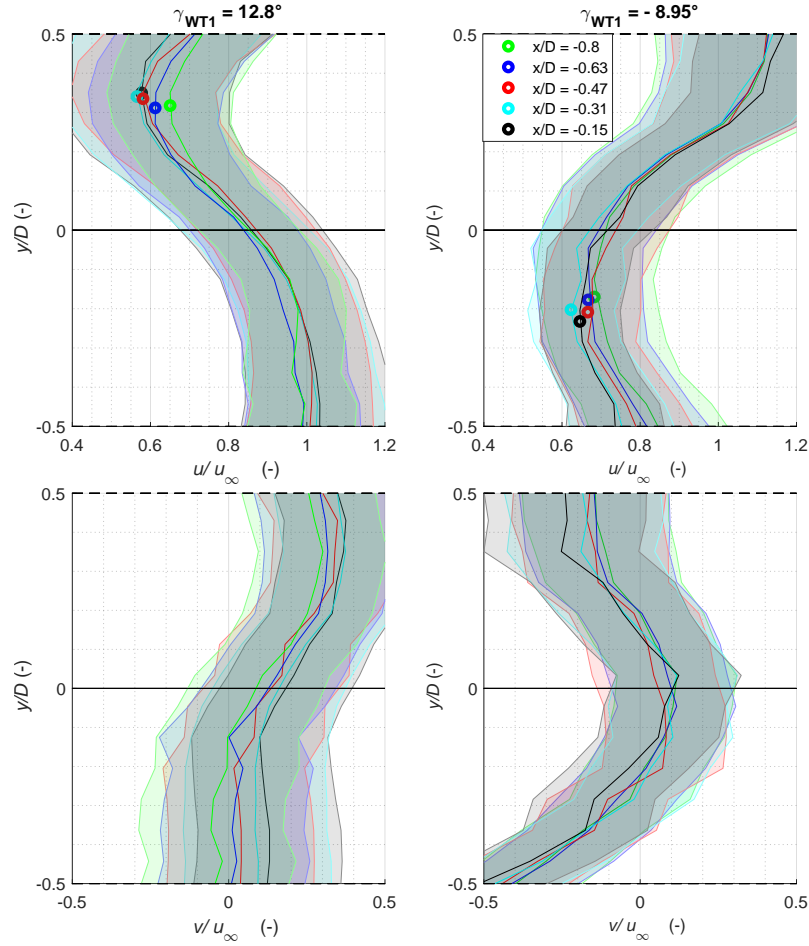 γWT1 = 12.8°
γWT1 = - 8.95°
0.5
0
-0.5
y/D (-)
0.4 0.6 0.8 1 1.2
u/ u∞ (-)
0.5
0
-0.5
y/D (-)
x/D = -0.8
x/D = -0.63
x/D = -0.47
x/D = -0.31
x/D = -0.15
0.4 0.6 0.8 1 1.2
u/ u∞ (-)
0.5
0
-0.5
y/D (-)
-0.5 0 0.5
v/ u∞ (-)
0.5
0
-0.5
y/D (-)
-0.5 0 0.5
v/ u∞ (-)